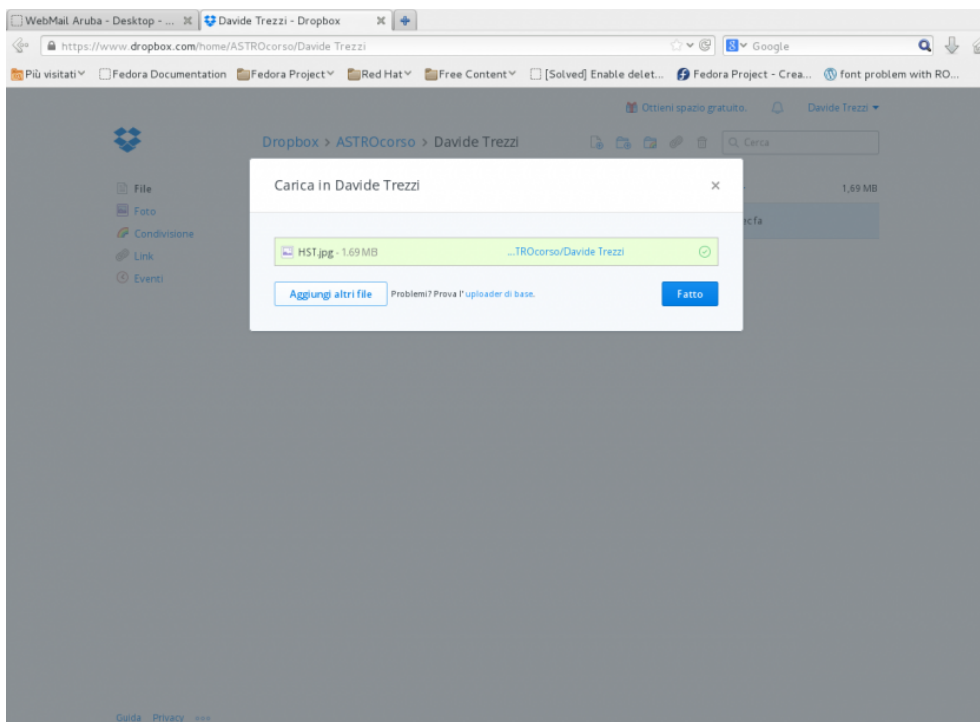 WebMail Aruba - Desktop - ...
Davide Trezzi - Dropbox
https://www.dropbox.com/home/ASTROcorso/Davide Trezzi
Google
Più visitati
Fedora Documentation
Fedora Project
Red Hat
Free Content
[Solved] Enable delet...
Fedora Project - Crea...
font problem with RO...
Ottieni spazio gratuito.
Davide Trezzi
Dropbox > ASTROcorso > Davide Trezzi
Cerca
File
Foto
Condivisione
Link
Eventi
1,69 MB
Carica in Davide Trezzi
HST.jpg - 1.69 MB
...TROcorso/Davide Trezzi
Aggiungi altri file
Problemi? Prova l'uploader di base.
Fatto
Guida Privacy